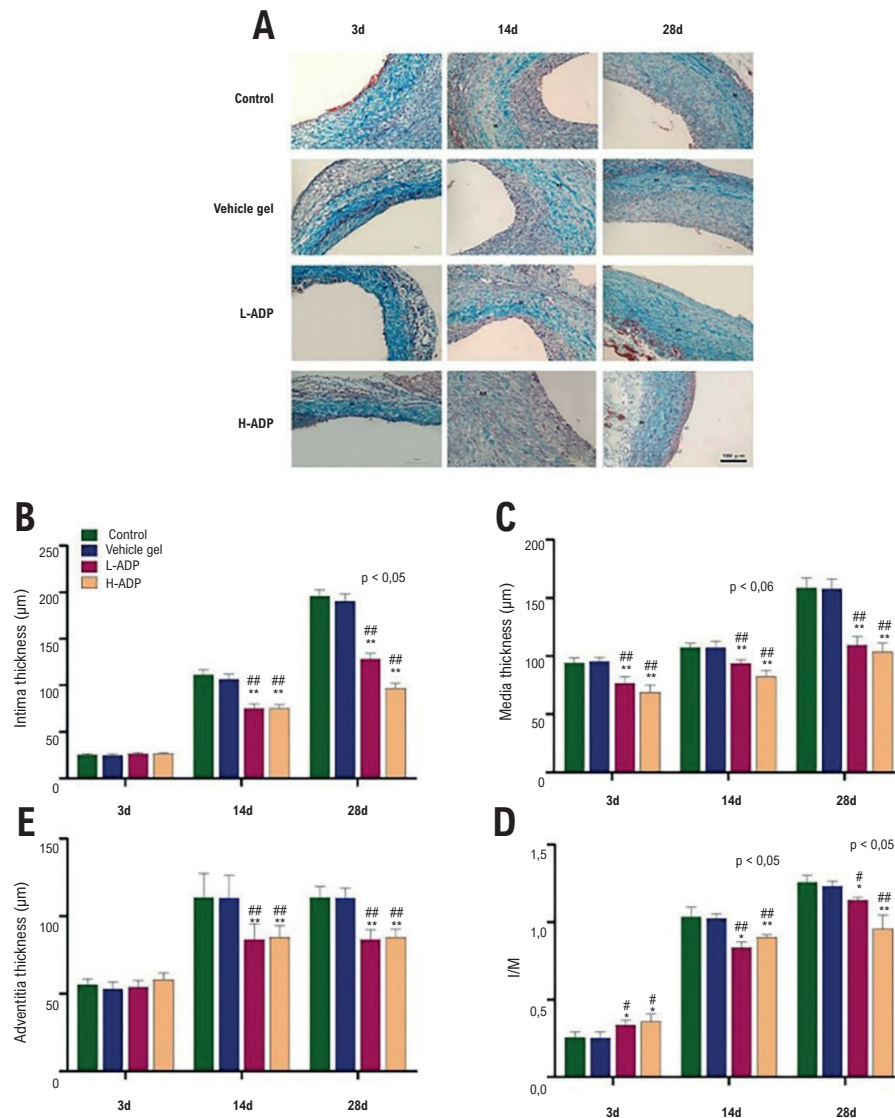 A
3d 14d 28d
Control
Vehicle gel
L-ADP
H-ADP
M
100 µm
B
Control
Vehicle gel
L-ADP
H-ADP
p < 0,05
Intima thickness (µm)
250
200
150
100
50
0
## ## ## ##
** ** ** **
3d 14d 28d
C
p < 0,06
Media thickness (µm)
200
150
100
50
0
## ## ## ## ## ##
** ** ** ** ** **
3d 14d 28d
E
Adventitia thickness (µm)
150
100
50
0
## ## ## ##
** ** ** **
3d 14d 28d
D
p < 0,05 p < 0,05
I/M
1,5
1,0
0,5
0,0
# # ## ## # ##
* * * ** * **
3d 14d 28d